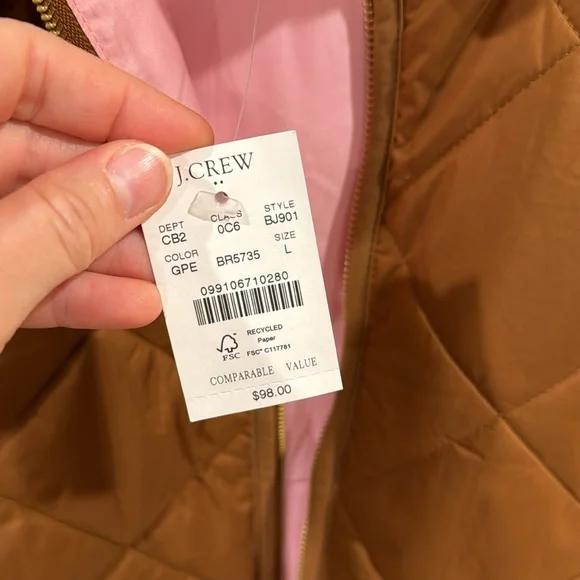 J.CREW
DEPT CLASS STYLE
CB2 0C6 BJ901
COLOR SIZE
GPE BR5735 L
099106710280
RECYCLED
Paper
FSC FSC® C117781
COMPARABLE VALUE
$98.00